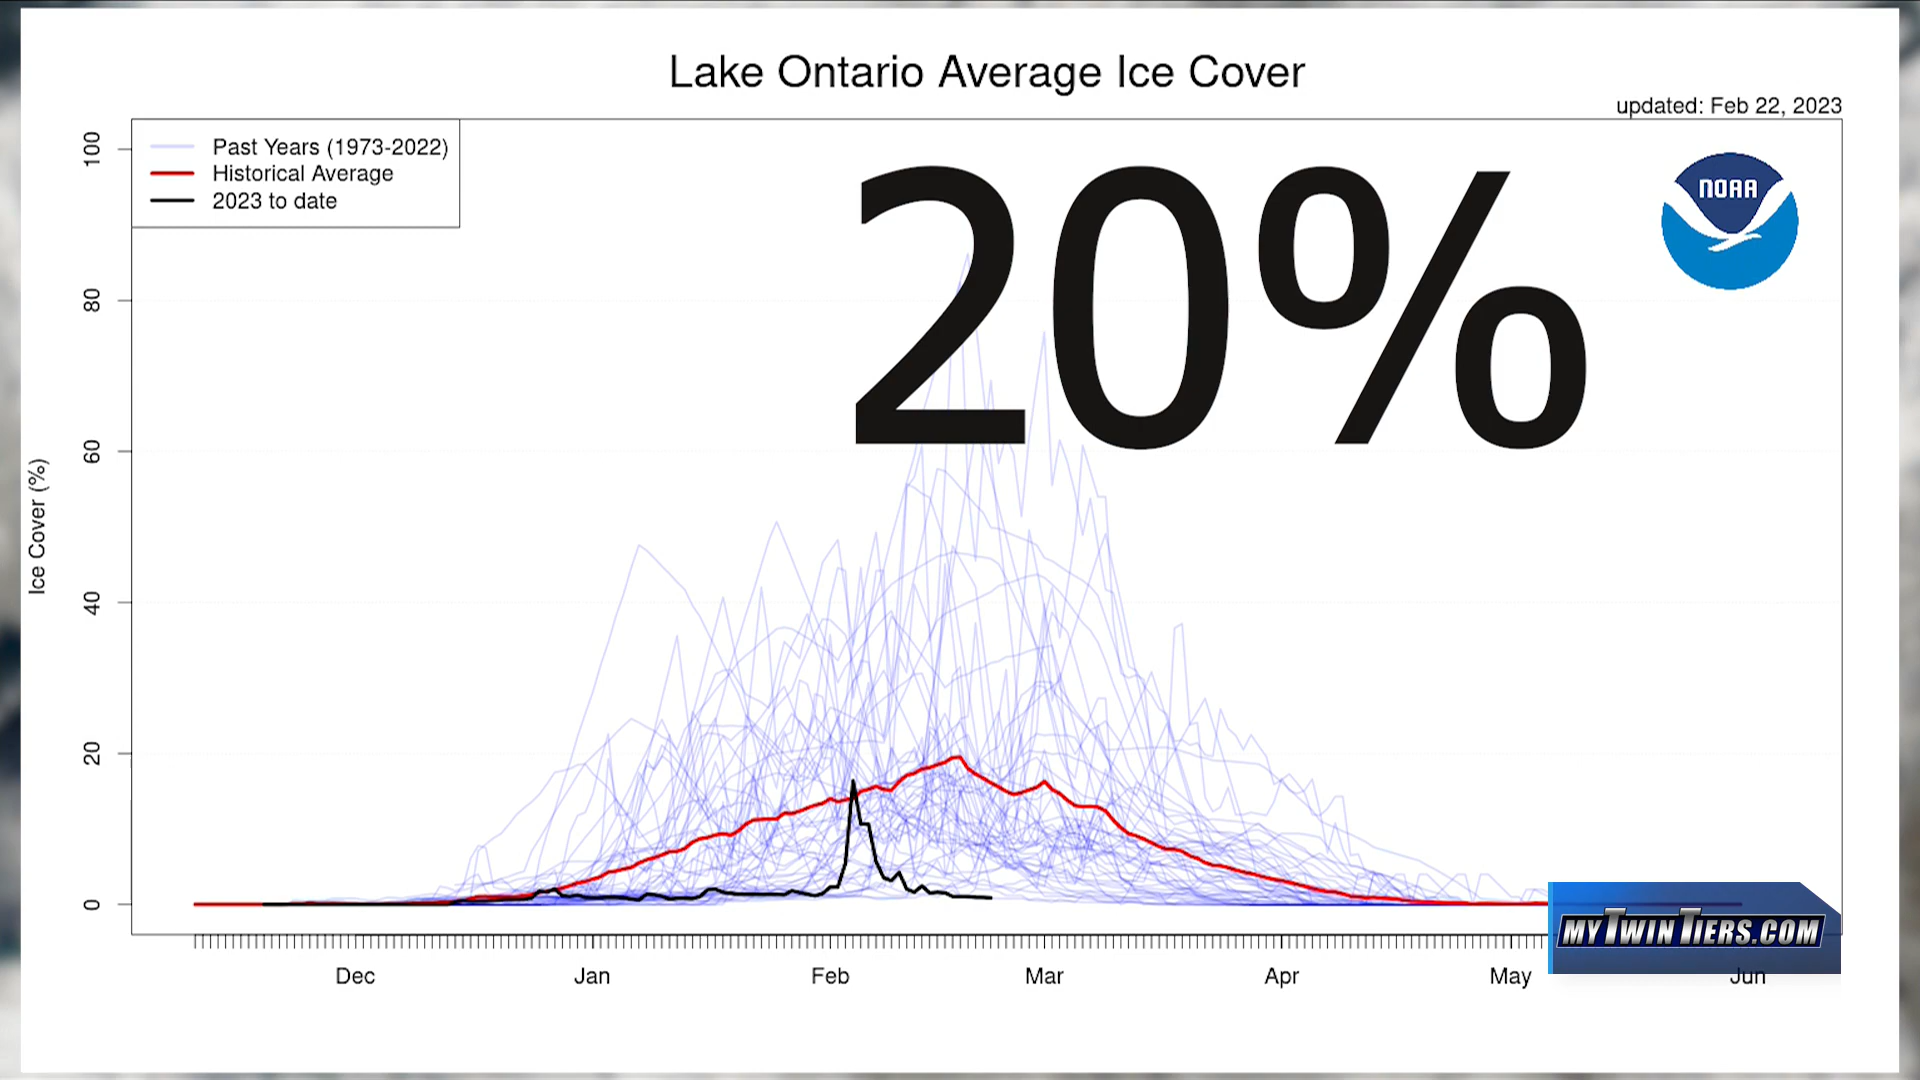 Lake Ontario Average Ice Cover
updated: Feb 22, 2023
Past Years (1973-2022)
Historical Average
2023 to date
20%
NOAA
100
80
60
40
20
0
Ice Cover (%)
Dec Jan Feb Mar Apr May Jun
MYTWINTIERS.COM